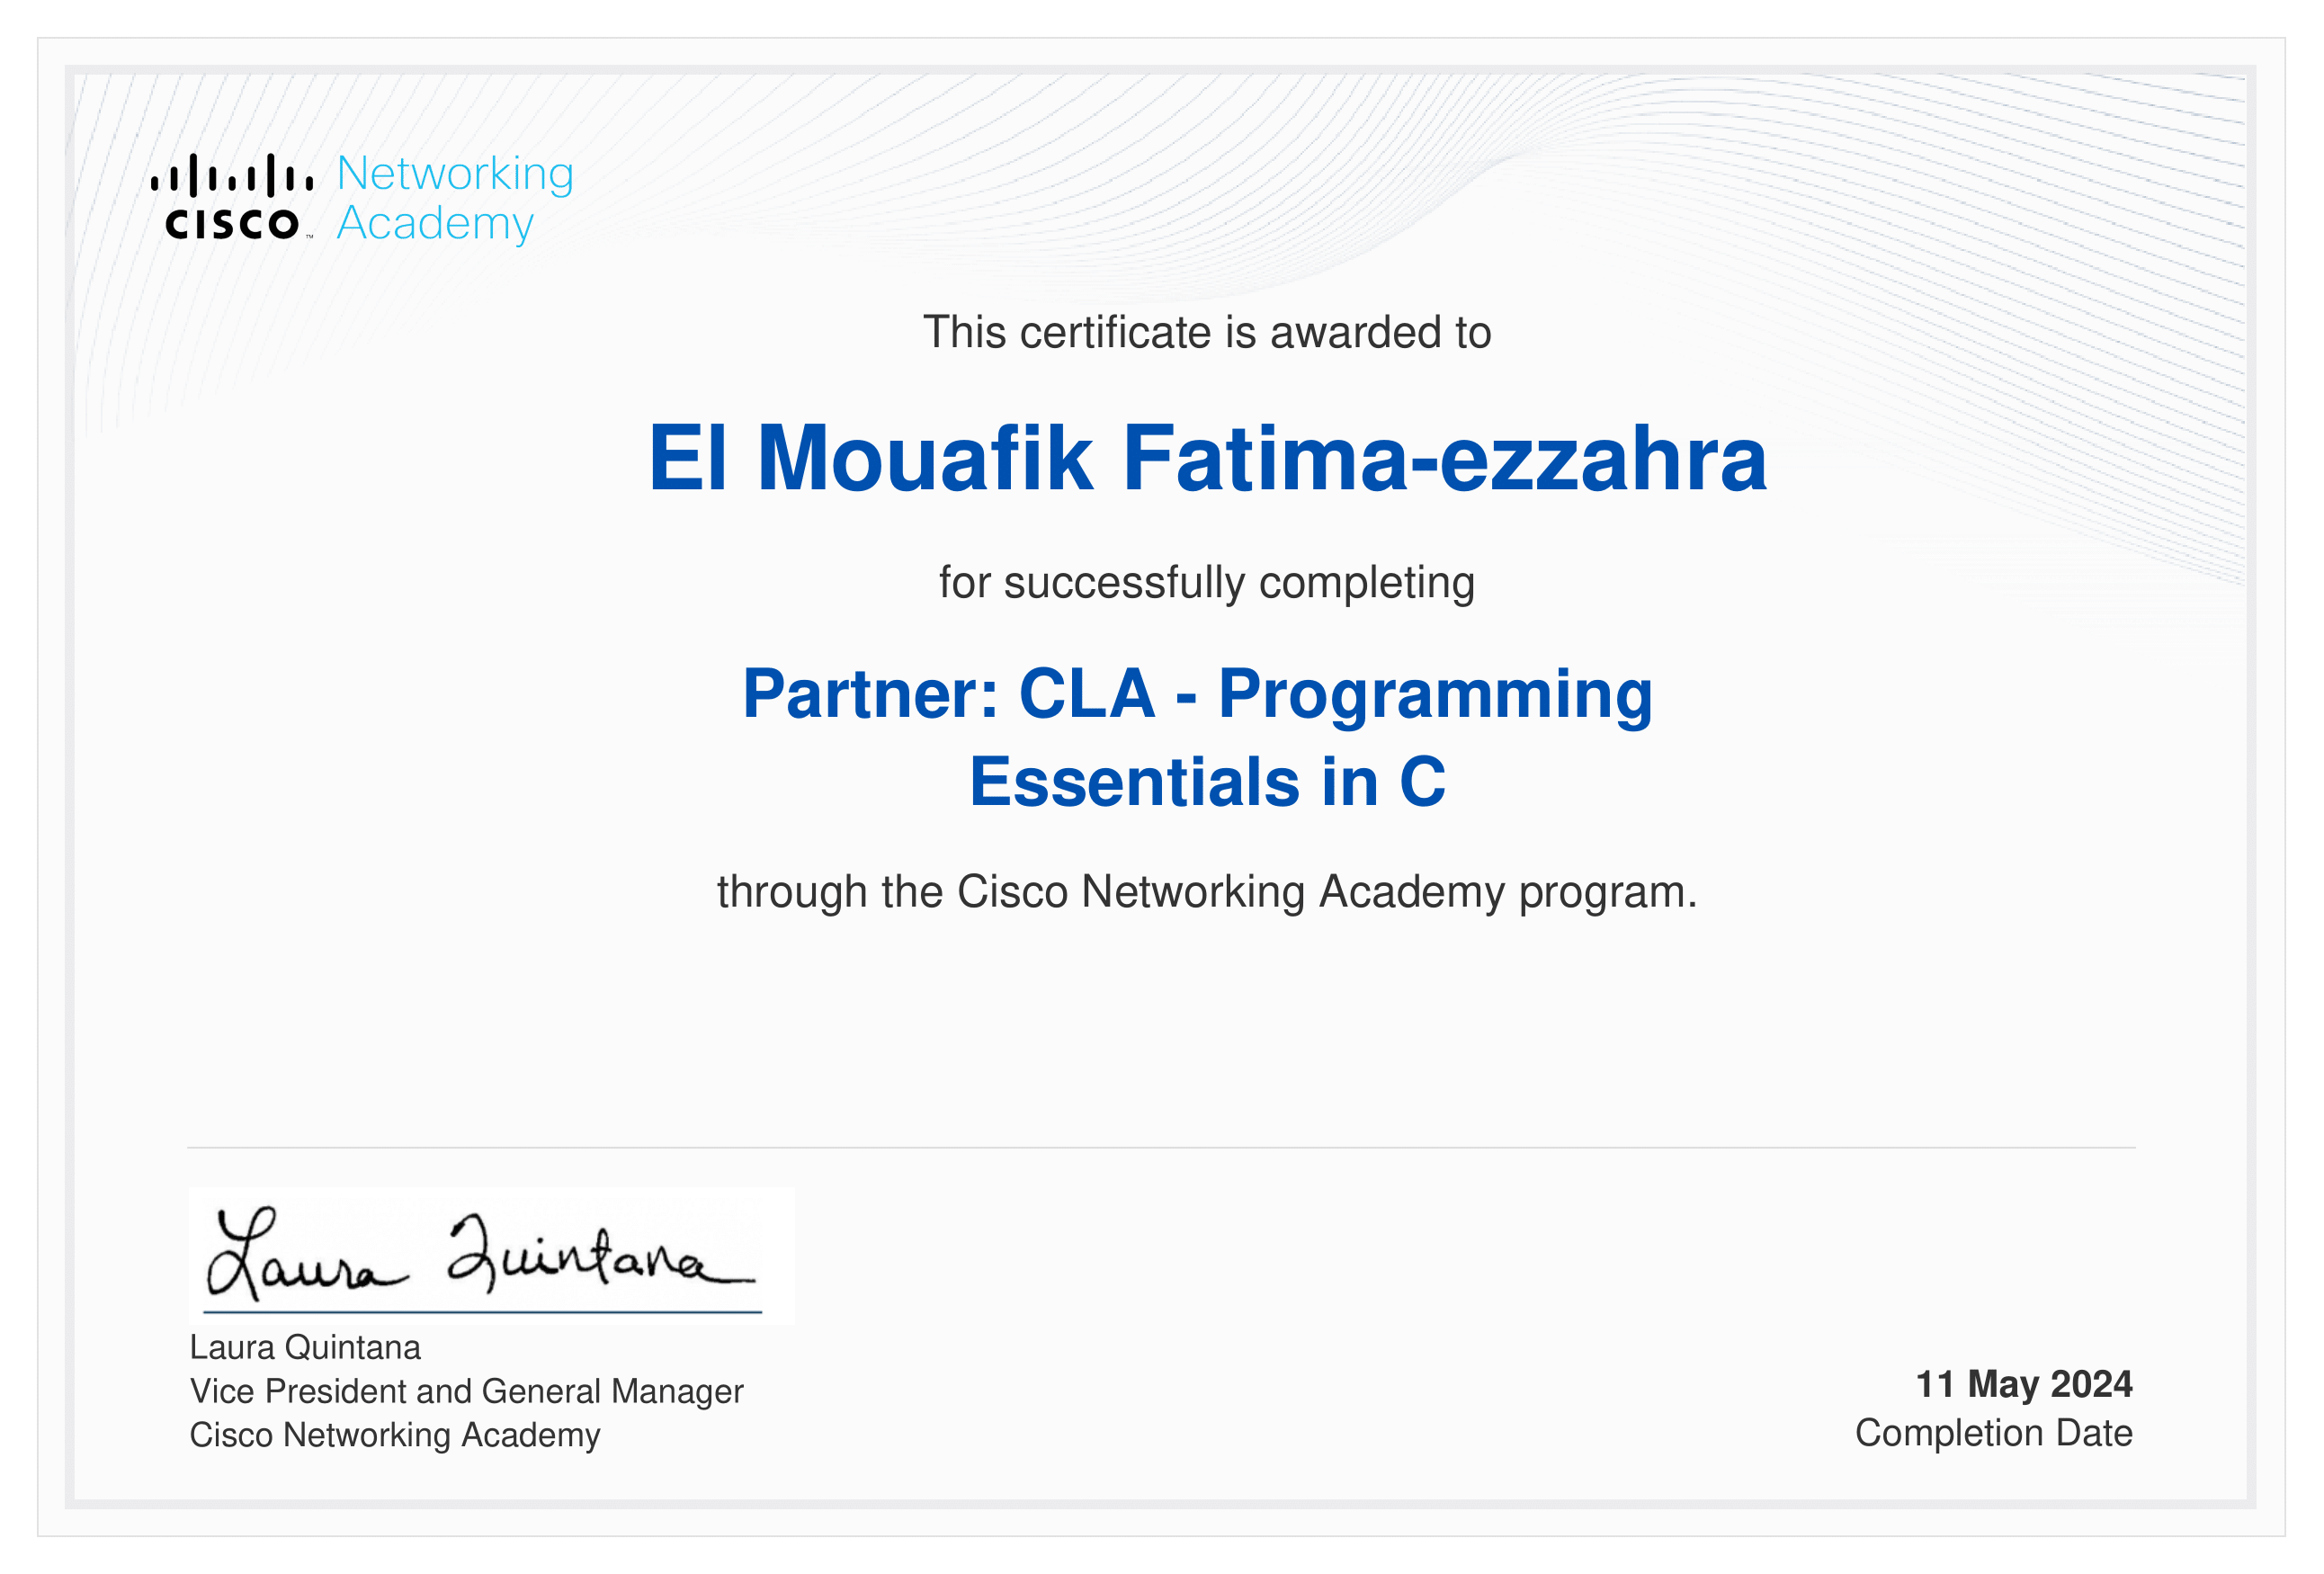 Networking
CISCO™ Academy
This certificate is awarded to
El Mouafik Fatima-ezzahra
for successfully completing
Partner: CLA - Programming
Essentials in C
through the Cisco Networking Academy program.
Laura Quintana
Laura Quintana
Vice President and General Manager
Cisco Networking Academy
11 May 2024
Completion Date